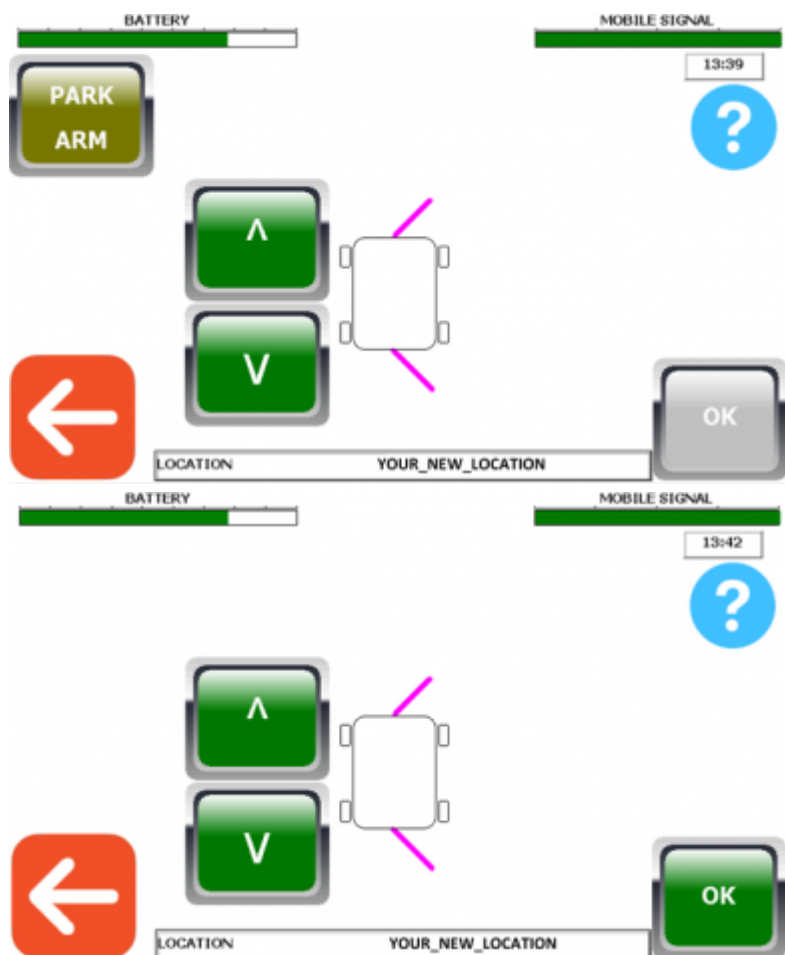 BATTERY
MOBILE SIGNAL
13:39
PARK
ARM
?
^
V
OK
LOCATION YOUR_NEW_LOCATION
BATTERY
MOBILE SIGNAL
13:42
?
^
V
OK
LOCATION YOUR_NEW_LOCATION